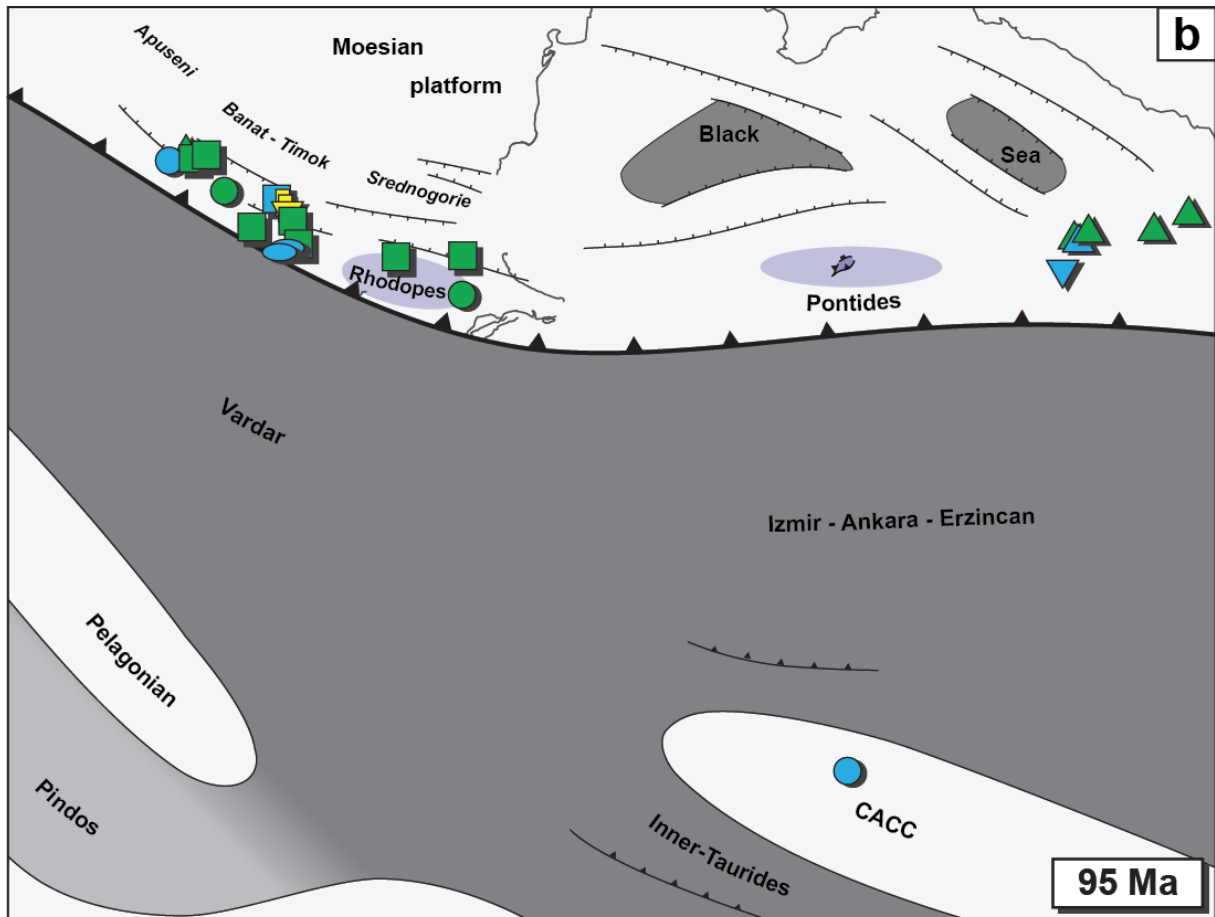 b
Apuseni
Moesian
platform
Banat - Timok
Srednogorie
Black
Sea
Rhodopes
Pontides
Vardar
Izmir - Ankara - Erzincan
Pelagonian
Pindos
CACC
Inner-Taurides
95 Ma